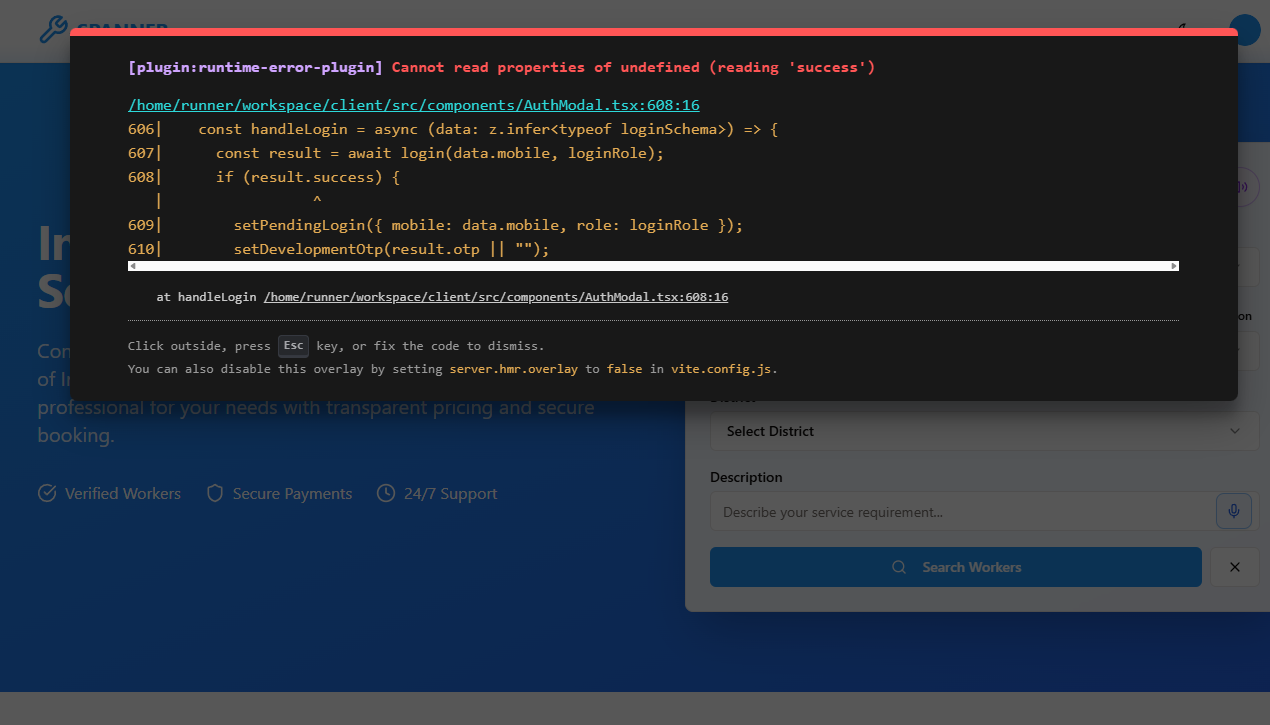 SPANNER
[plugin:runtime-error-plugin] Cannot read properties of undefined (reading 'success')
/home/runner/workspace/client/src/components/AuthModal.tsx:608:16
606|    const handleLogin = async (data: z.infer<typeof loginSchema>) => {
607|      const result = await login(data.mobile, loginRole);
608|      if (result.success) {
   |                 ^
609|        setPendingLogin({ mobile: data.mobile, role: loginRole });
610|        setDevelopmentOtp(result.otp || "");
at handleLogin /home/runner/workspace/client/src/components/AuthModal.tsx:608:16
Click outside, press Esc key, or fix the code to dismiss.
You can also disable this overlay by setting server.hmr.overlay to false in vite.config.js.
professional for your needs with transparent pricing and secure
booking.
Verified Workers
Secure Payments
24/7 Support
District
Select District
Description
Describe your service requirement...
Search Workers